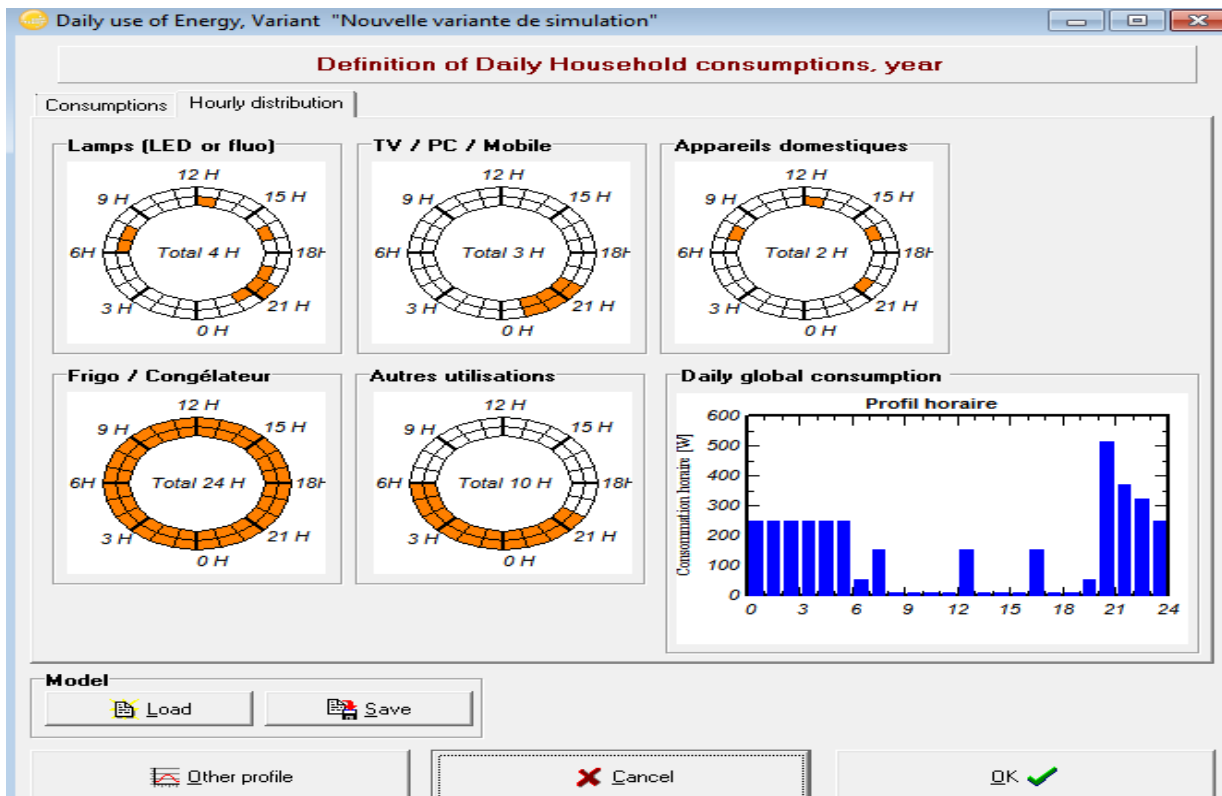 Daily use of Energy, Variant "Nouvelle variante de simulation"
Definition of Daily Household consumptions, year
Consumptions Hourly distribution
Lamps (LED or fluo)
12 H
9 H 15 H
6H Total 4 H 18H
3 H 21 H
0 H
TV / PC / Mobile
12 H
9 H 15 H
6H Total 3 H 18H
3 H 21 H
0 H
Appareils domestiques
12 H
9 H 15 H
6H Total 2 H 18H
3 H 21 H
0 H
Frigo / Congélateur
12 H
9 H 15 H
6H Total 24 H 18H
3 H 21 H
0 H
Autres utilisations
12 H
9 H 15 H
6H Total 10 H 18H
3 H 21 H
0 H
Daily global consumption
Profil horaire
Consommation horaire [W]
600
500
400
300
200
100
0
0 3 6 9 12 15 18 21 24
Model
Load Save
Other profile Cancel OK